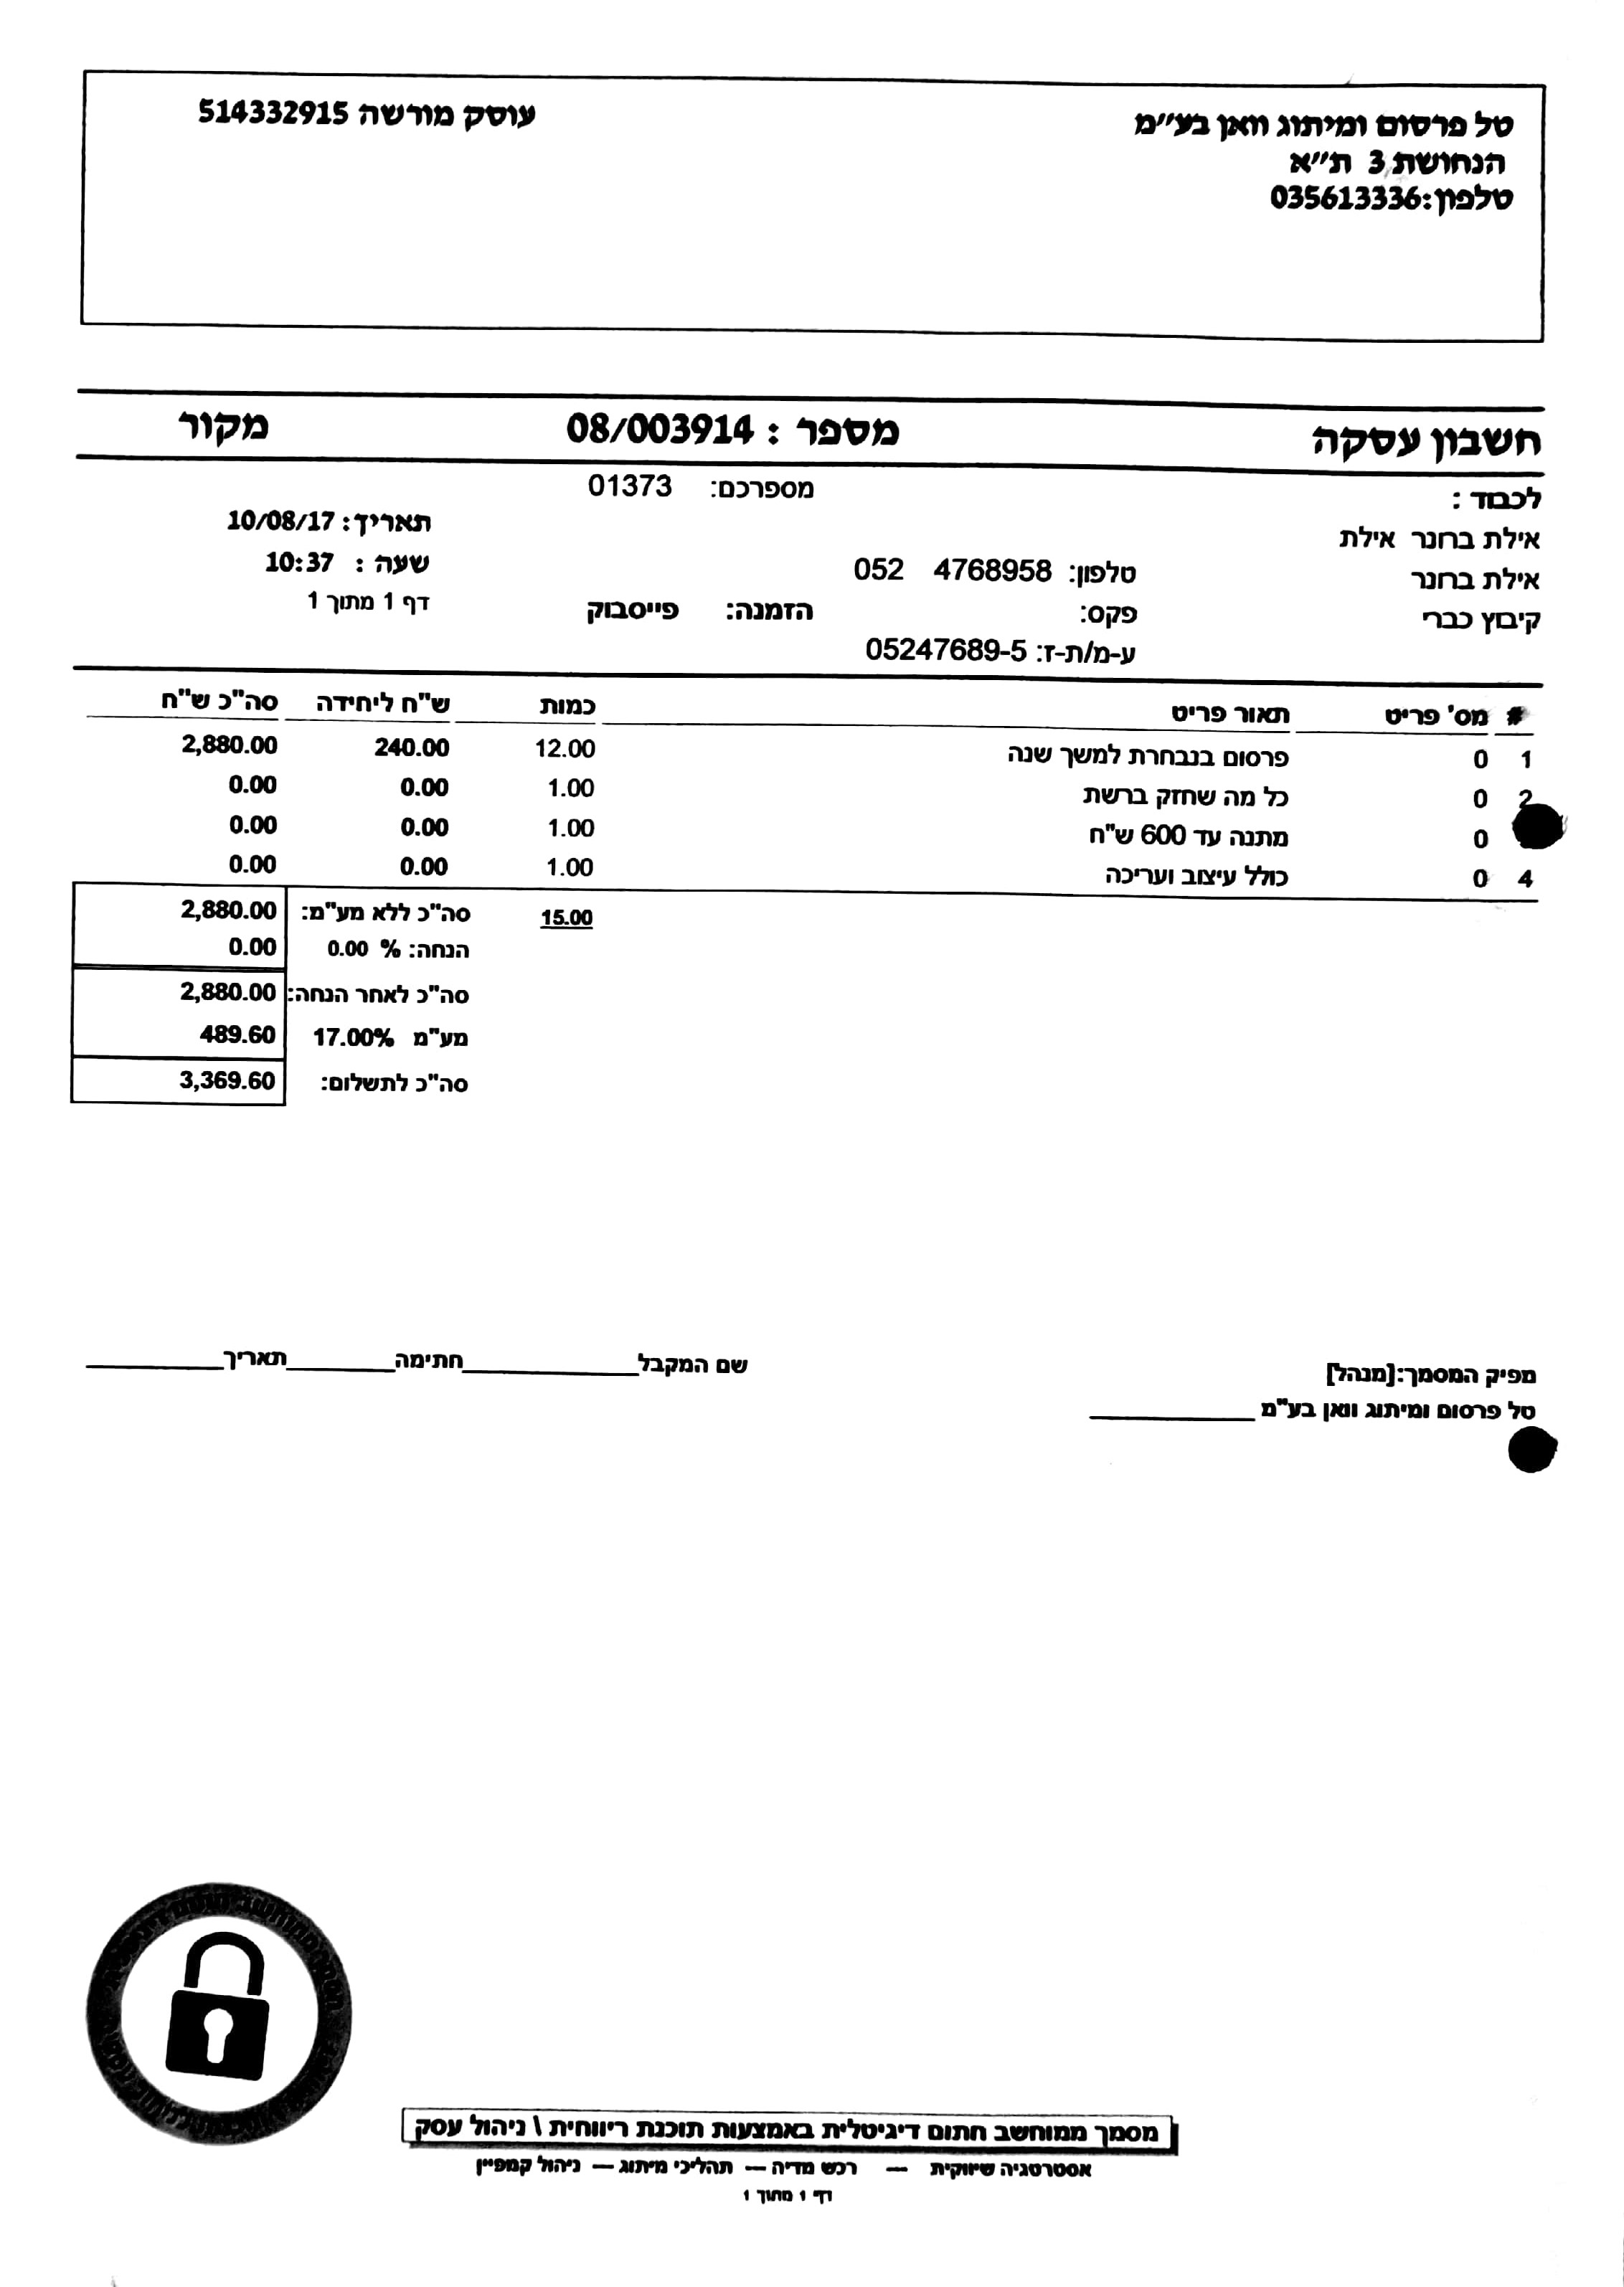 טל פרסום ומיתוג וואן בע״מ עוסק מורשה 514332915
הנחושת 3 ת״א
טלפון:035613336
חשבון עסקה מספר : 08/003914 מקור
לכבוד : מספרכם: 01373
אילת ברונר אילת תאריך: 10/08/17
אילת ברונר טלפון: 052 4768958 שעה : 10:37
קיבוץ כברי פקס: הזמנה: פייסבוק דף 1 מתוך 1
ע-מ/ת-ז: 05247689-5
# מס' פריט תאור פריט כמות ש"ח ליחידה סה"כ ש"ח
1 0 פרסום בנבחרת למשך שנה 12.00 240.00 2,880.00
2 0 כל מה שחזק ברשת 1.00 0.00 0.00
0 מתנה עד 600 ש"ח 1.00 0.00 0.00
4 0 כולל עיצוב ועריכה 1.00 0.00 0.00
15.00 סה"כ ללא מע"מ: 2,880.00
הנחה: % 0.00 0.00
סה"כ לאחר הנחה: 2,880.00
מע"מ 17.00% 489.60
סה"כ לתשלום: 3,369.60
מפיק המסמך:[מנהל] שם המקבל חתימה תאריך
טל פרסום ומיתוג וואן בע"מ
מסמך ממוחשב חתום דיגיטלית באמצעות תוכנת ריווחית \ ניהול עסק
אסטרטגיה שיווקית — רכש מדיה — תהליכי מיתוג — ניהול קמפיין
דף 1 מתוך 1